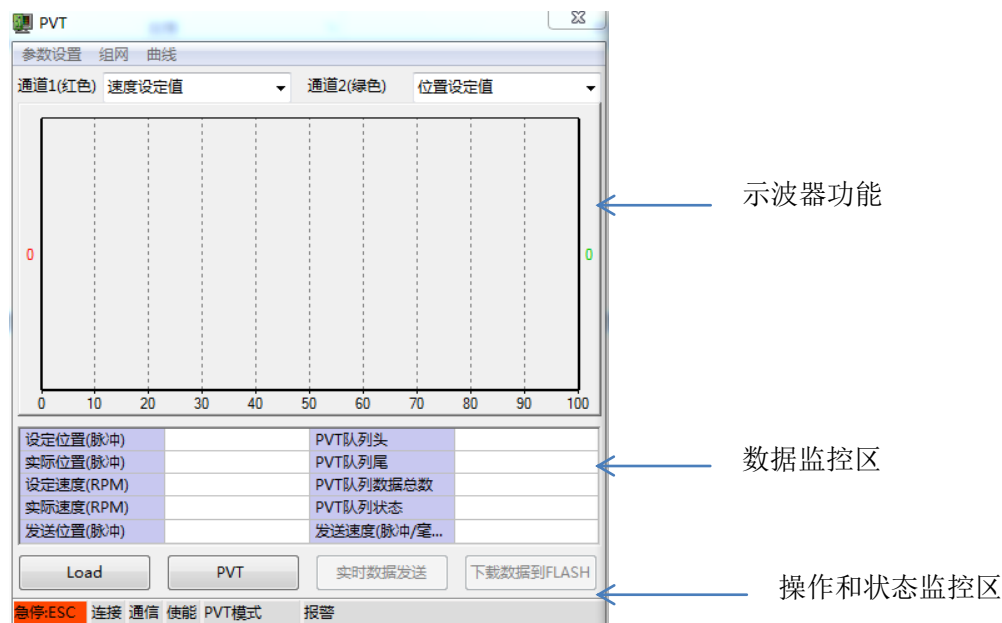 PVT
参数设置 组网 曲线
通道1(红色) 速度设定值 通道2(绿色) 位置设定值
示波器功能
0 0
0 10 20 30 40 50 60 70 80 90 100
设定位置(脉冲) PVT队列头
实际位置(脉冲) PVT队列尾
数据监控区
设定速度(RPM) PVT队列数据总数
实际速度(RPM) PVT队列状态
发送位置(脉冲) 发送速度(脉冲/毫...
Load PVT 实时数据发送 下载数据到FLASH
操作和状态监控区
急停:ESC 连接 通信 使能 PVT模式 报警